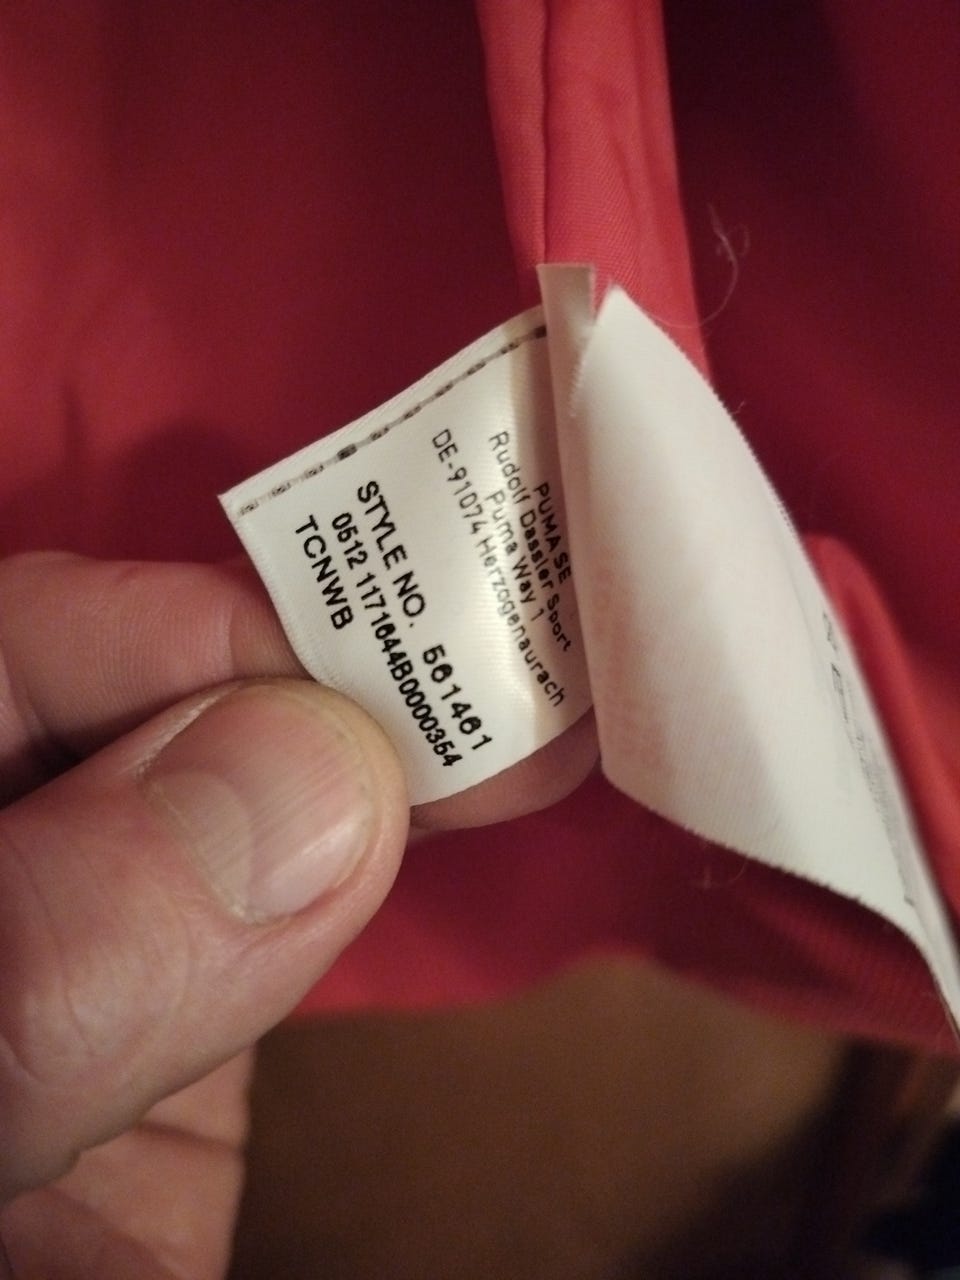 PUMA SE
Rudolf Dassler Sport
Puma Way 1
DE-91074 Herzogenaurach
STYLE NO. 561461
0512 1171644B0000354
TCNWB